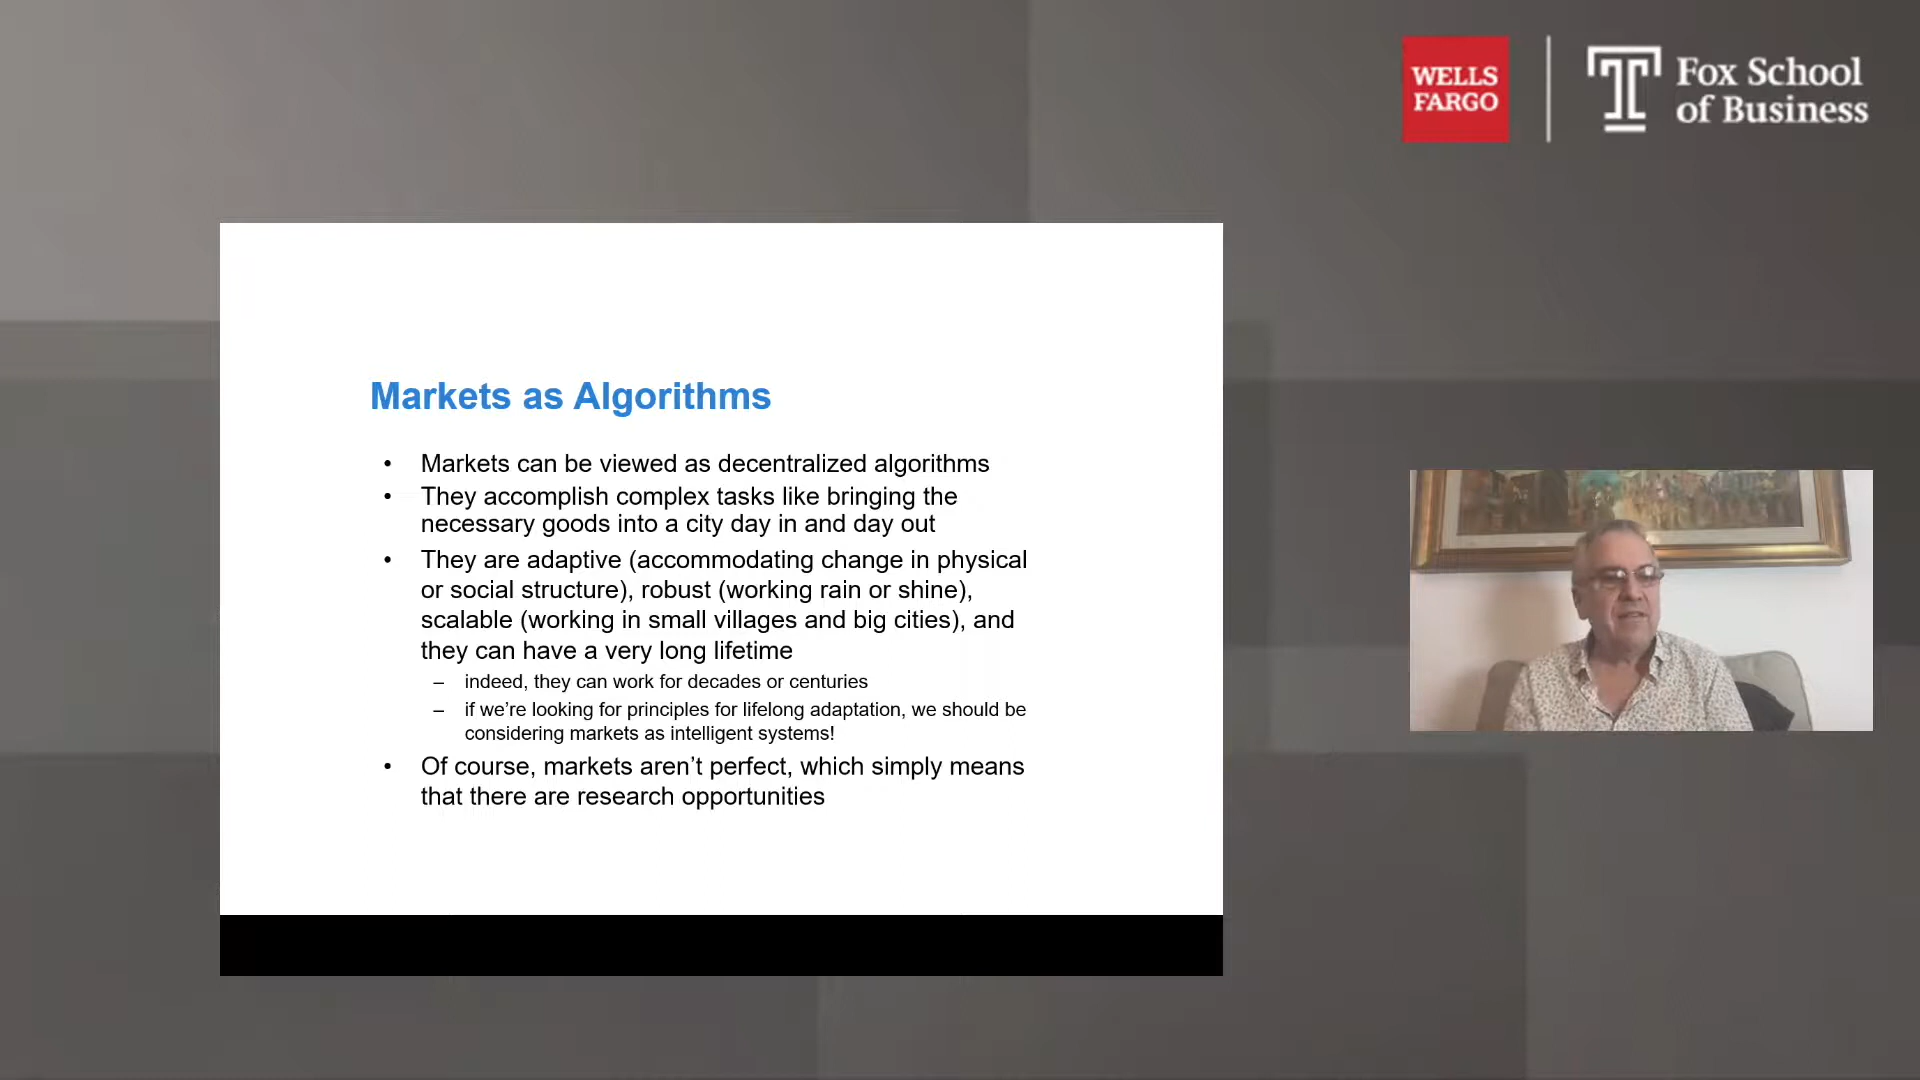 WELLS
FARGO
Fox School
of Business
Markets as Algorithms
• Markets can be viewed as decentralized algorithms
• They accomplish complex tasks like bringing the
necessary goods into a city day in and day out
• They are adaptive (accommodating change in physical
or social structure), robust (working rain or shine),
scalable (working in small villages and big cities), and
they can have a very long lifetime
– indeed, they can work for decades or centuries
– if we’re looking for principles for lifelong adaptation, we should be
considering markets as intelligent systems!
• Of course, markets aren’t perfect, which simply means
that there are research opportunities